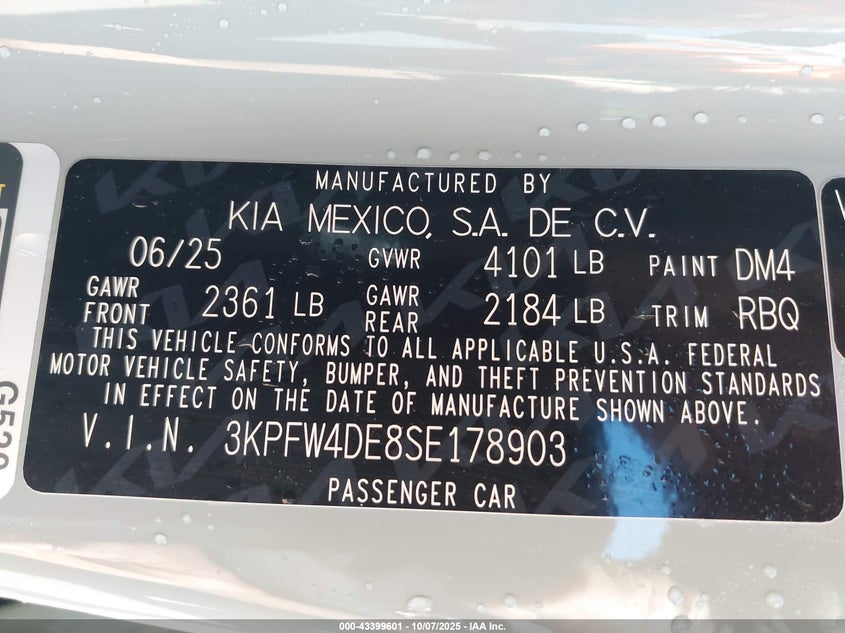 MANUFACTURED BY
KIA MEXICO, S.A. DE C.V.
06/25 GVWR 4101 LB PAINT DM4
GAWR FRONT 2361 LB GAWR REAR 2184 LB TRIM RBQ
THIS VEHICLE CONFORMS TO ALL APPLICABLE U.S.A. FEDERAL
MOTOR VEHICLE SAFETY, BUMPER, AND THEFT PREVENTION STANDARDS
IN EFFECT ON THE DATE OF MANUFACTURE SHOWN ABOVE.
V.I.N. 3KPFW4DE8SE178903
PASSENGER CAR
000-43399601 - 10/07/2025 - IAA Inc.